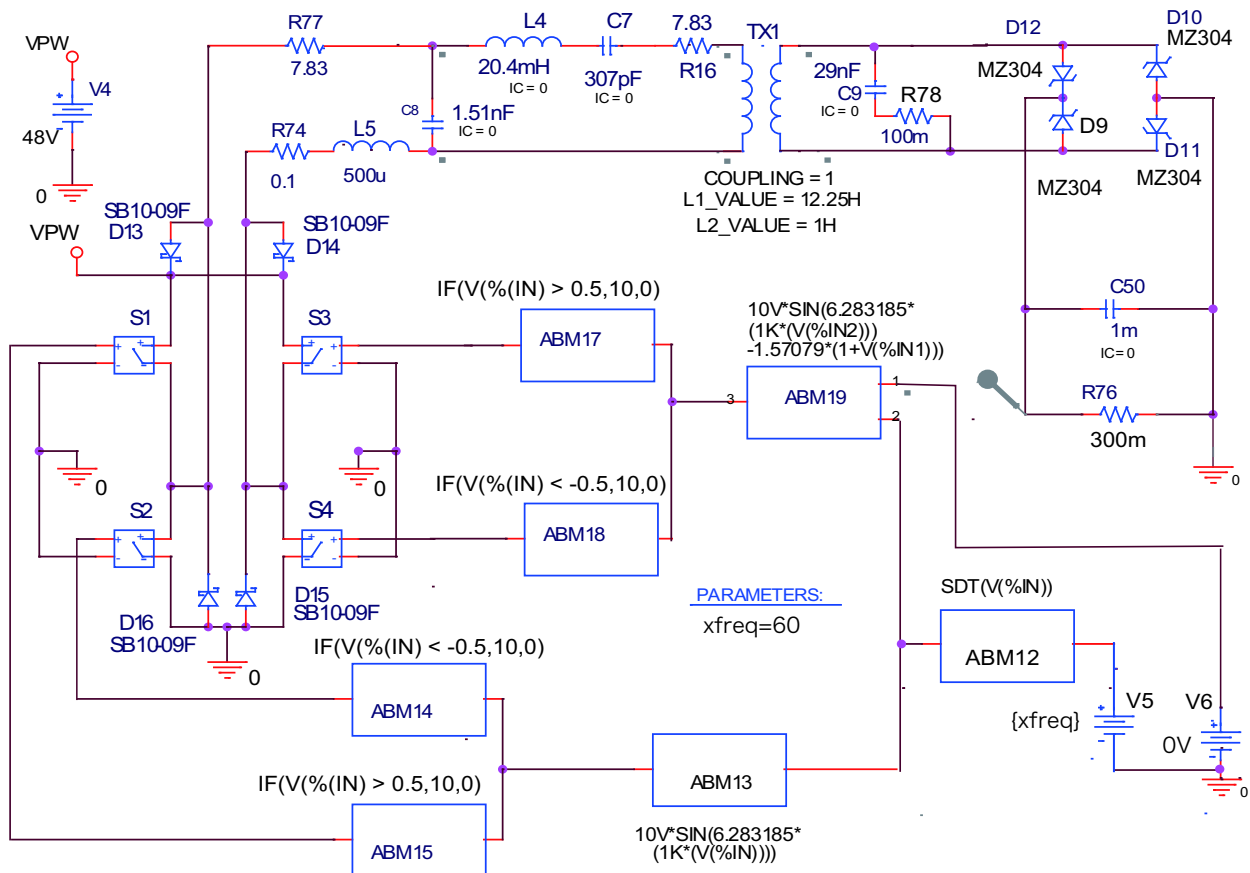 R77
7.83
L4
20.4mH
C7
307pF
IC = 0
7.83
R16
TX1
D12
MZ304
D10
MZ304
VPW
V4
48V
0
C8
1.51nF
IC = 0
29nF
C9
IC = 0
R78
100m
D9
MZ304
D11
MZ304
R74
0.1
L5
500u
COUPLING = 1
L1_VALUE = 12.25H
L2_VALUE = 1H
SB10-09F
D13
SB10-09F
D14
VPW
S1
S3
IF(V(%(IN) > 0.5,10,0)
ABM17
10V*SIN(6.283185*
(1K*(V(%IN2)))
-1.57079*(1+V(%IN1)))
ABM19
1
2
3
C50
1m
IC = 0
R76
300m
0
0
0
S2
S4
IF(V(%(IN) < -0.5,10,0)
ABM18
D16
SB10-09F
D15
SB10-09F
0
PARAMETERS:
xfreq=60
SDT(V(%IN))
ABM12
{xfreq}
V5
V6
0V
0
IF(V(%(IN) < -0.5,10,0)
ABM14
IF(V(%(IN) > 0.5,10,0)
ABM15
ABM13
10V*SIN(6.283185*
(1K*(V(%IN))))